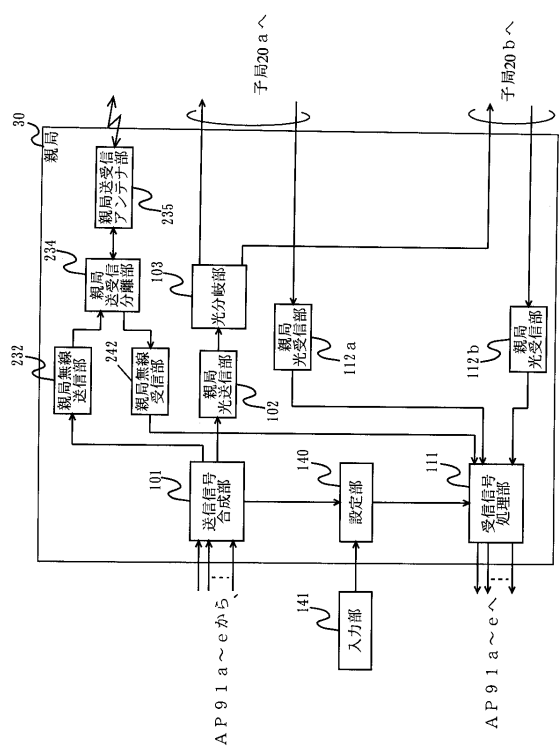 30
親局
232
親局無線
送信部
234
親局
送受信
分離部
親局送受信
アンテナ部
235
242
親局無線
受信部
101
送信信号
合成部
親局
光送信部
102
103
光分岐部
子局20aへ
AP91a~eから、
親局
光受信部
112a
140
設定部
141
入力部
111
受信信号
処理部
AP91a~eへ
親局
光受信部
112b
子局20bへ